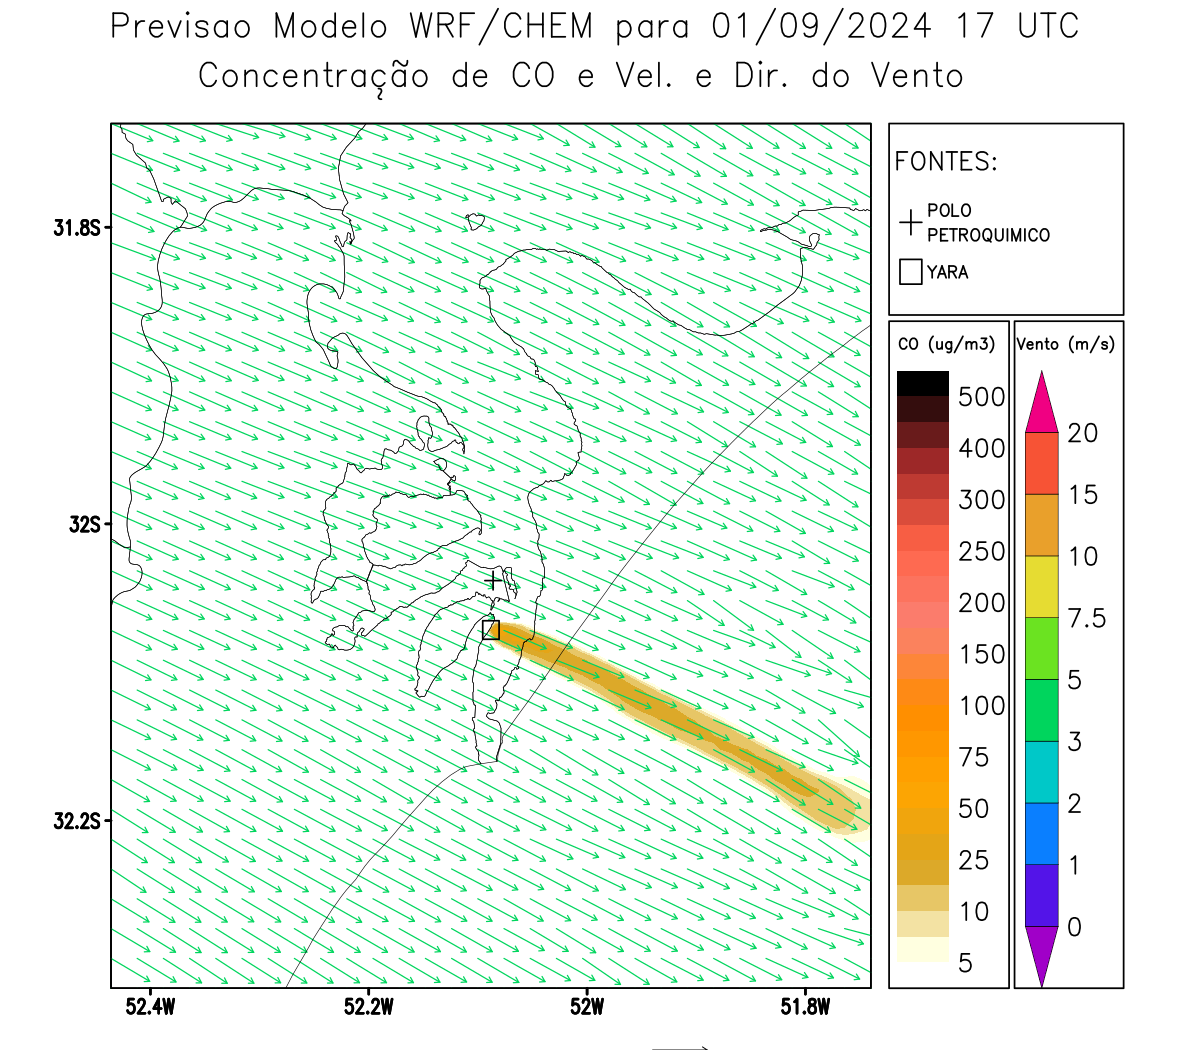 Previsao Modelo WRF/CHEM para 01/09/2024 17 UTC
Concentração de CO e Vel. e Dir. do Vento
FONTES:
POLO
PETROQUIMICO
YARA
31.8S
32S
32.2S
52.4W
52.2W
52W
51.8W
CO (ug/m3)
500
400
300
250
200
150
100
75
50
25
10
5
Vento (m/s)
20
15
10
7.5
5
3
2
1
0